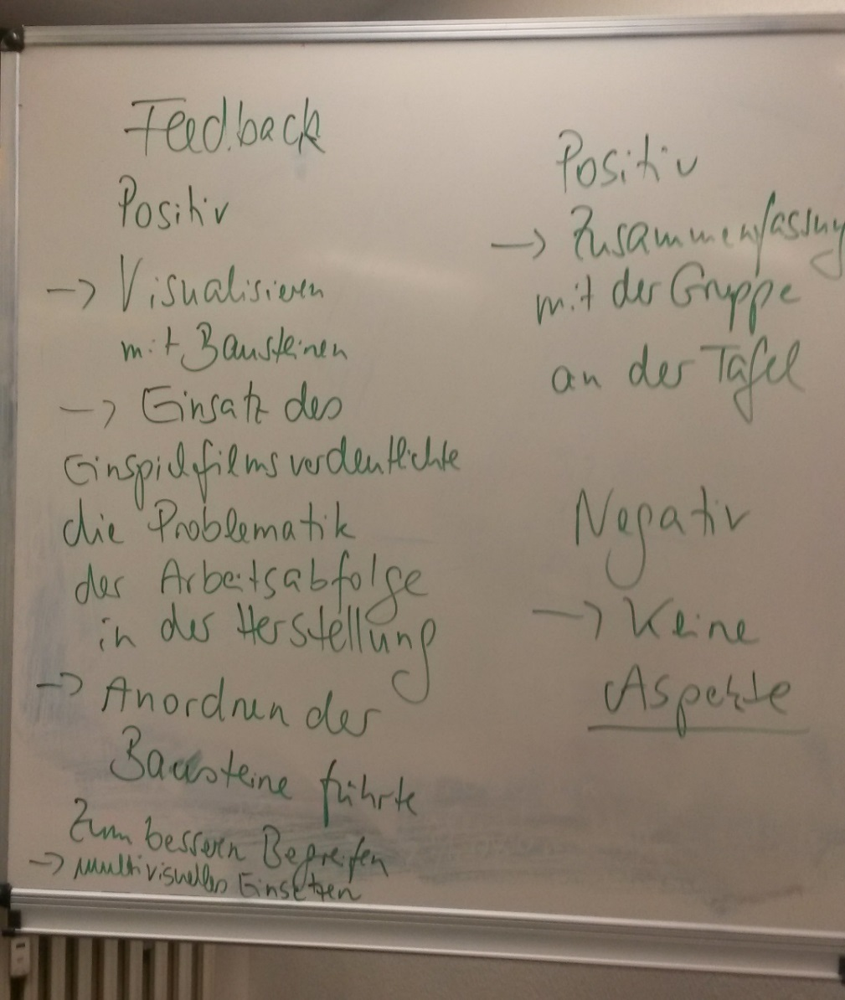 Feedback
Positiv
-> Visualisieren
mit Bausteinen
-> Einsatz des
Einspielfilms verdeutlichte
die Problematik
der Arbeitsabfolge
in der Herstellung
-> Anordnen der
Bausteine führte
Zum bessern Begreifen
-> multivisuelles Einsetzen
Positiv
-> Zusammenfassung
mit der Gruppe
an der Tafel
Negativ
-> Keine
Aspekte